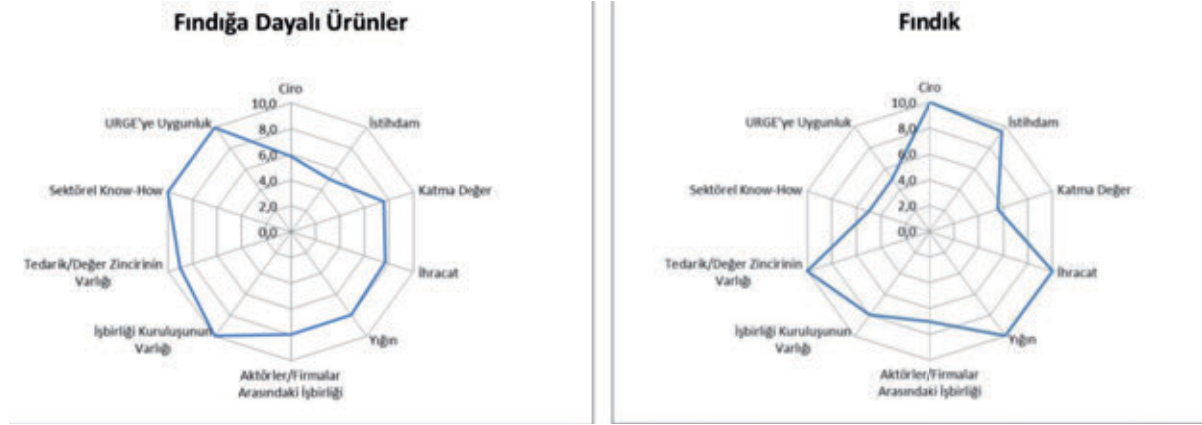 Fındığa Dayalı Ürünler
Ciro
10,0
8,0
6,0
4,0
2,0
0,0
İstihdam
Katma Değer
İhracat
Yığın
Aktörler/Firmalar
Arasındaki İşbirliği
İşbirliği Kuruluşunun
Varlığı
Tedarik/Değer Zincirinin
Varlığı
Sektörel Know-How
URGE'ye Uygunluk
Fındık
Ciro
10,0
8,0
6,0
4,0
2,0
0,0
İstihdam
Katma Değer
İhracat
Yığın
Aktörler/Firmalar
Arasındaki İşbirliği
İşbirliği Kuruluşunun
Varlığı
Tedarik/Değer Zincirinin
Varlığı
Sektörel Know-How
URGE'ye Uygunluk